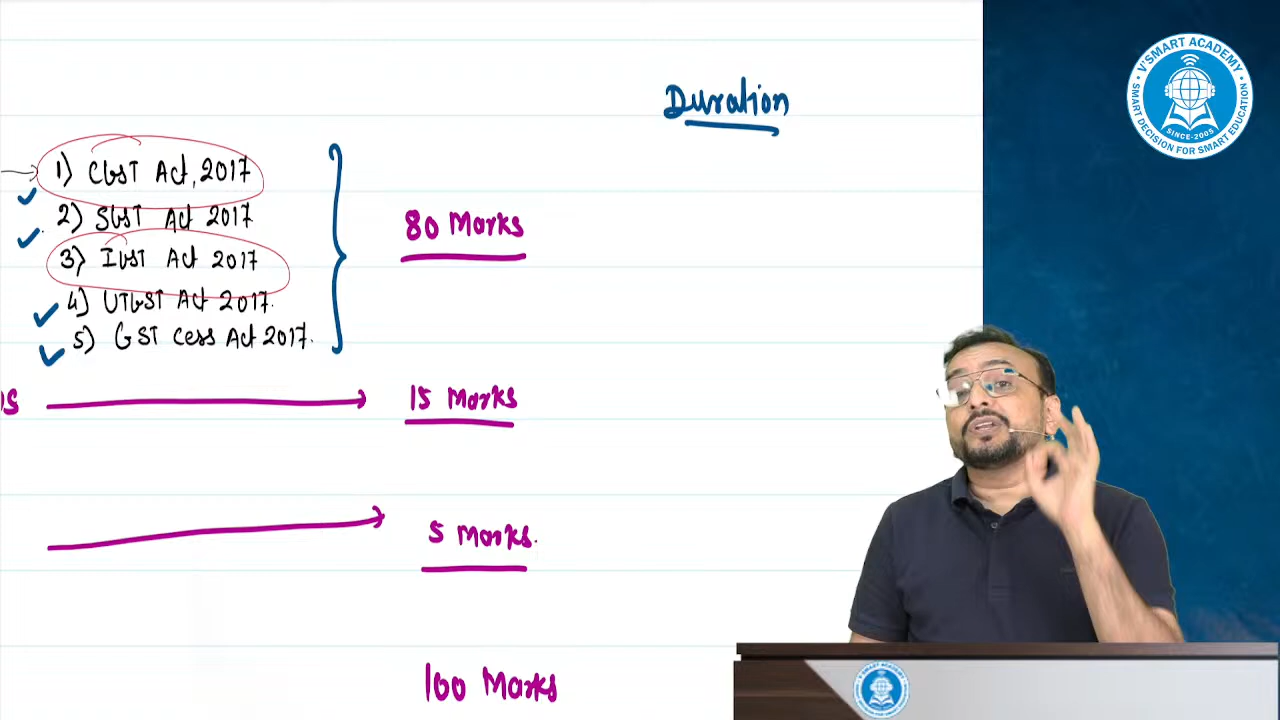 Duration
1) CGST Act, 2017
2) SGST Act 2017
3) IGST Act 2017
4) UTGST Act 2017.
5) GST Cess Act 2017.
80 Marks
15 Marks
5 Marks.
100 Marks
V'SMART ACADEMY
SMART DECISION FOR SMART EDUCATION
SINCE-2005
V'SMART ACADEMY